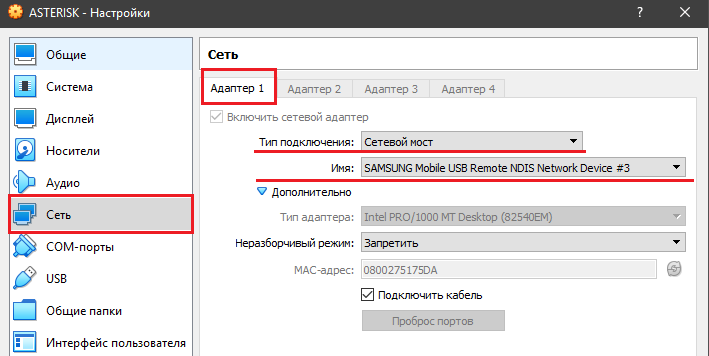 ASTERISK - Настройки ? ×
Общие
Система
Дисплей
Носители
Аудио
Сеть
COM-порты
USB
Общие папки
Интерфейс пользователя
Сеть
Адаптер 1 Адаптер 2 Адаптер 3 Адаптер 4
Включить сетевой адаптер
Тип подключения: Сетевой мост
Имя: SAMSUNG Mobile USB Remote NDIS Network Device #3
Дополнительно
Тип адаптера: Intel PRO/1000 MT Desktop (82540EM)
Неразборчивый режим: Запретить
MAC-адрес: 0800275175DA
Подключить кабель
Проброс портов